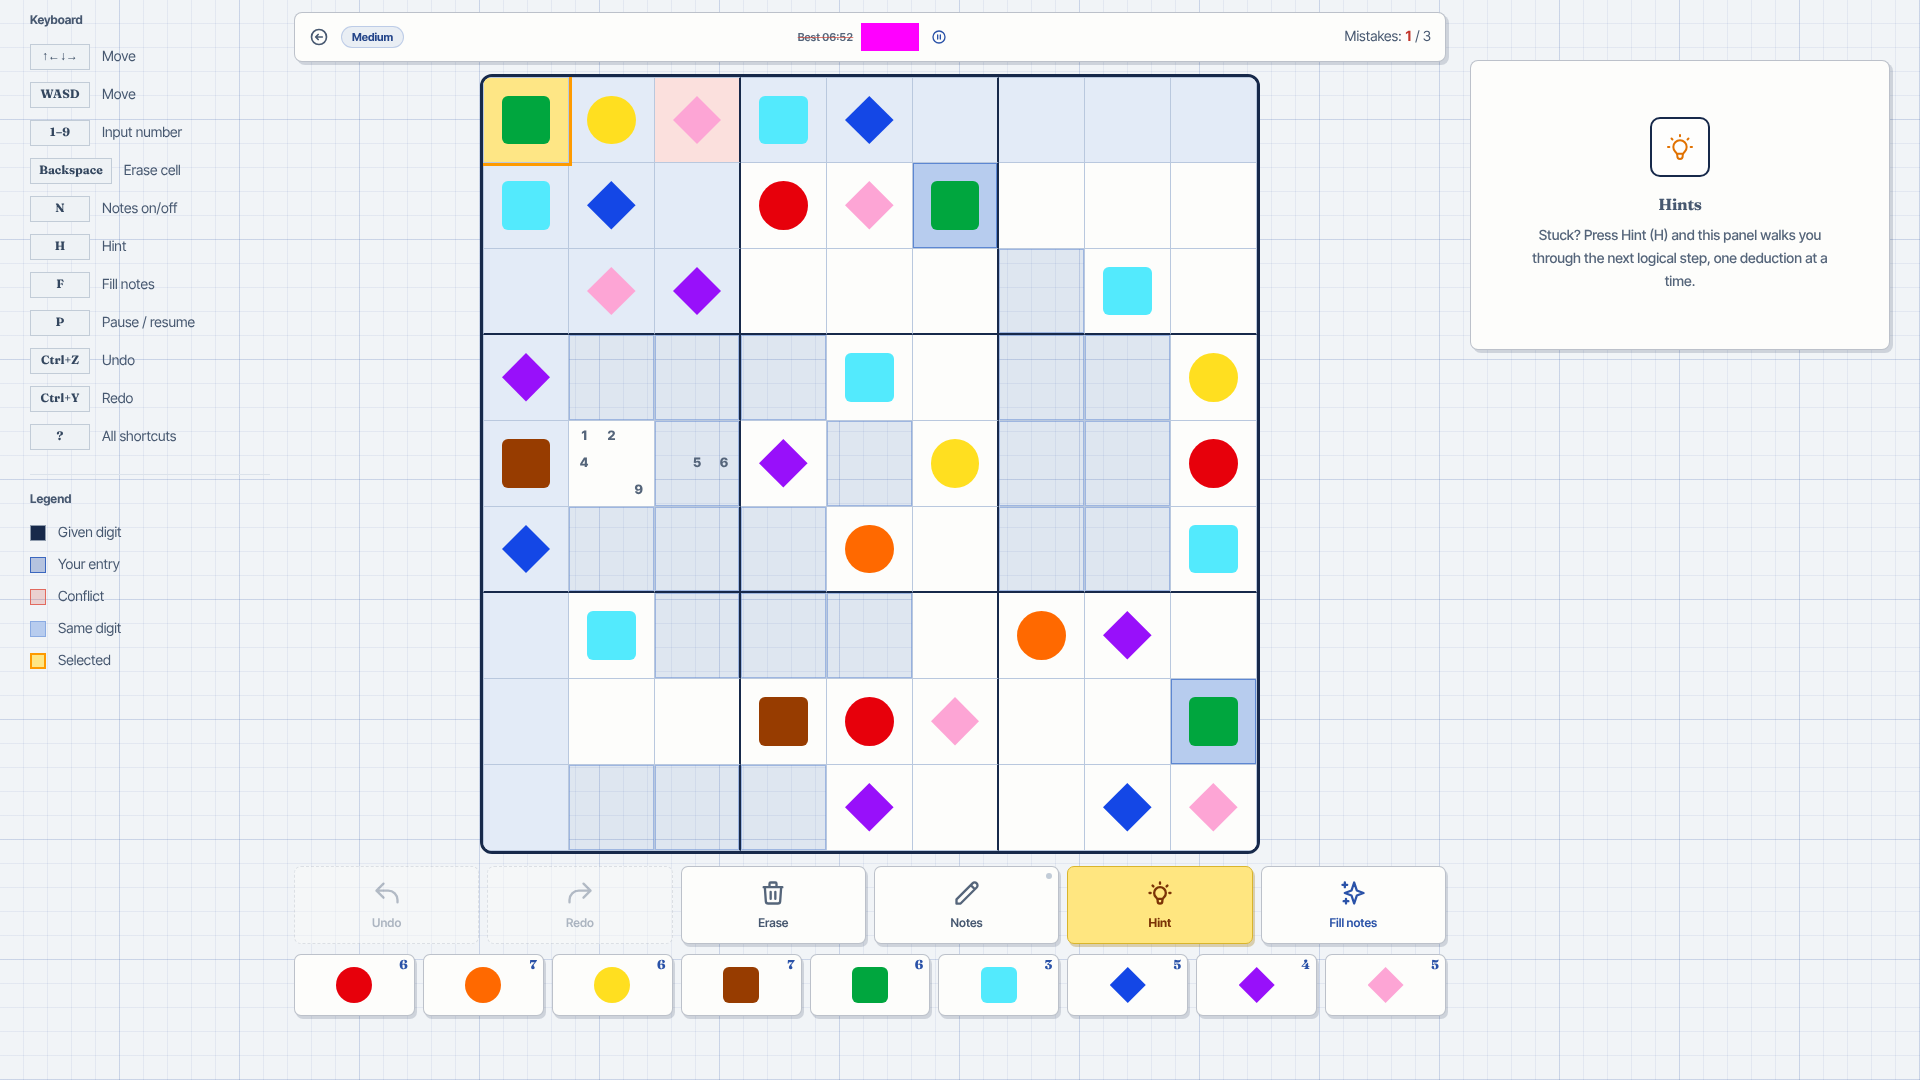 Keyboard
↑←↓→ Move
WASD Move
1–9 Input number
Backspace Erase cell
N Notes on/off
H Hint
F Fill notes
P Pause / resume
Ctrl+Z Undo
Ctrl+Y Redo
? All shortcuts
Legend
Given digit
Your entry
Conflict
Same digit
Selected
Medium
Best 06:52
Mistakes: 1 / 3
1 2
4
9
5 6
Undo
Redo
Erase
Notes
Hint
Fill notes
6
7
6
7
6
3
5
4
5
Hints
Stuck? Press Hint (H) and this panel walks you
through the next logical step, one deduction at a
time.